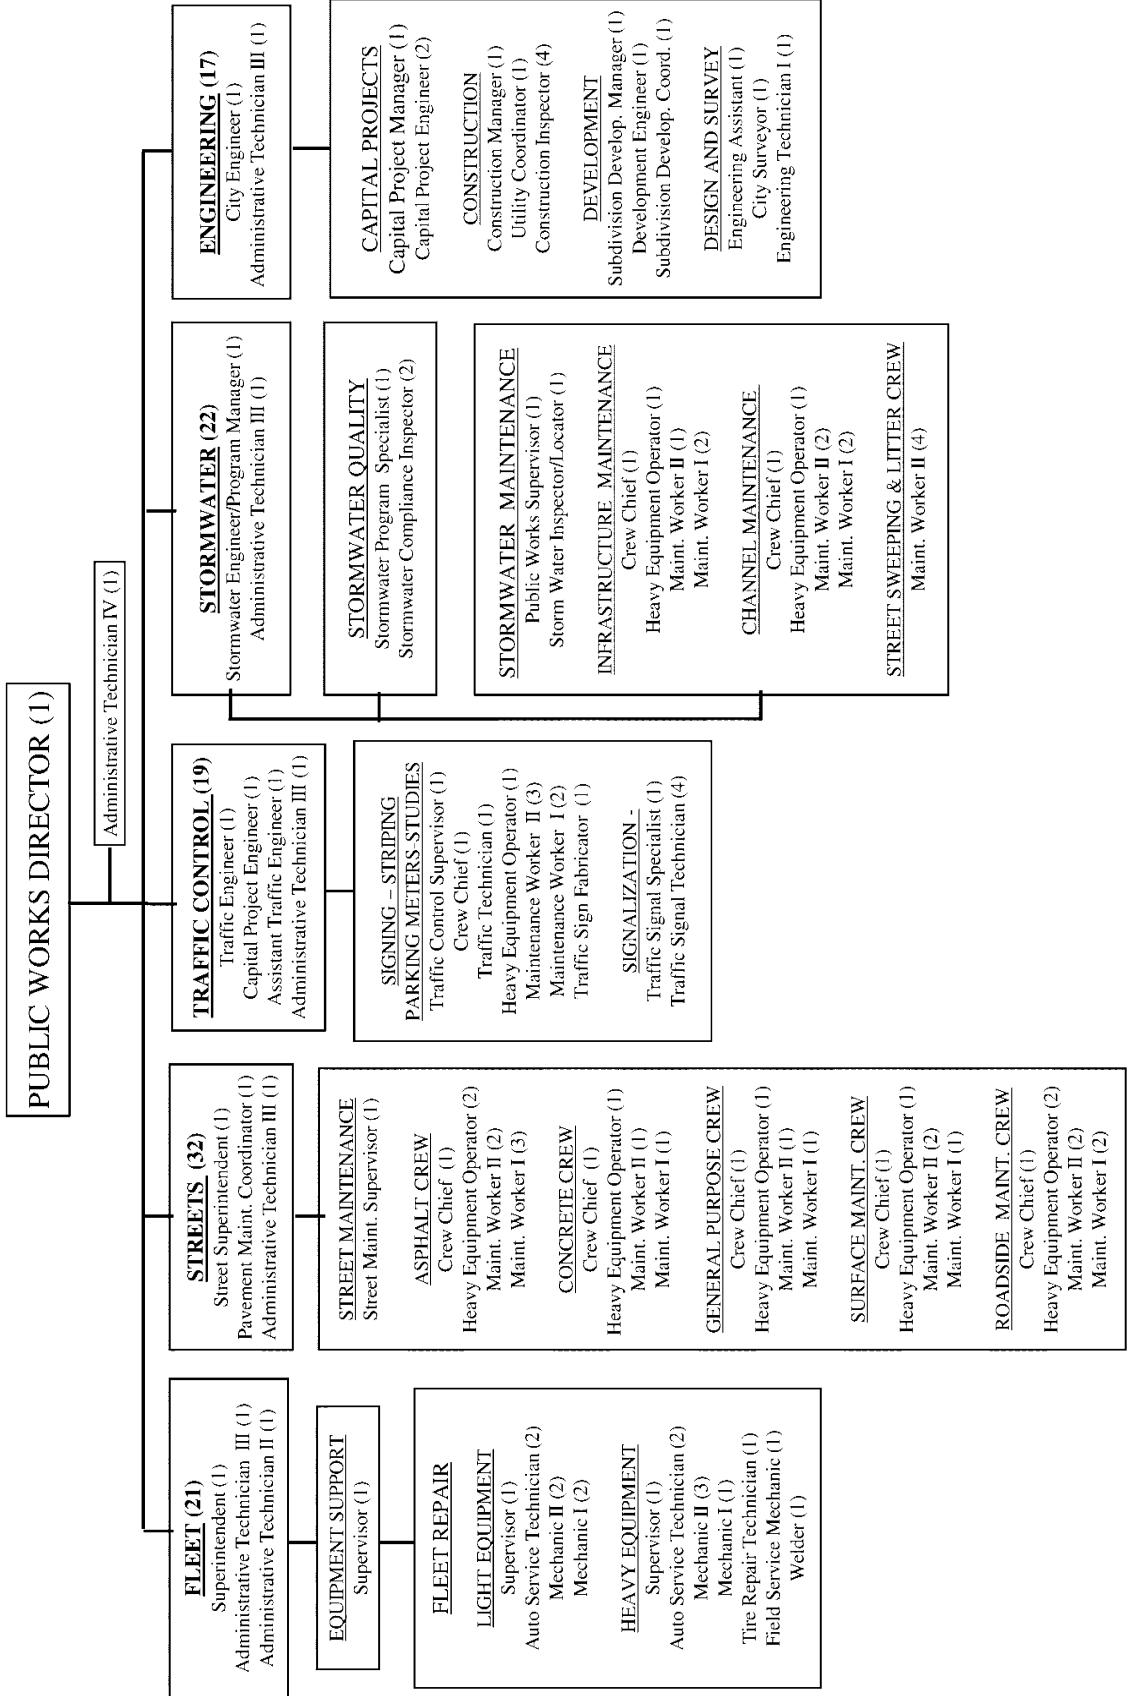 PUBLIC WORKS DIRECTOR (1)
Administrative Technician IV (1)
FLEET (21)
Superintendent (1)
Administrative Technician III (1)
Administrative Technician II (1)
EQUIPMENT SUPPORT
Supervisor (1)
FLEET REPAIR
LIGHT EQUIPMENT
Supervisor (1)
Auto Service Technician (2)
Mechanic II (2)
Mechanic I (2)
HEAVY EQUIPMENT
Supervisor (1)
Auto Service Technician (2)
Mechanic II (3)
Mechanic I (1)
Tire Repair Technician (1)
Field Service Mechanic (1)
Welder (1)
STREETS (32)
Street Superintendent (1)
Pavement Maint. Coordinator (1)
Administrative Technician III (1)
STREET MAINTENANCE
Street Maint. Supervisor (1)
ASPHALT CREW
Crew Chief (1)
Heavy Equipment Operator (2)
Maint. Worker II (2)
Maint. Worker I (3)
CONCRETE CREW
Crew Chief (1)
Heavy Equipment Operator (1)
Maint. Worker II (1)
Maint. Worker I (1)
GENERAL PURPOSE CREW
Crew Chief (1)
Heavy Equipment Operator (1)
Maint. Worker II (1)
Maint. Worker I (1)
SURFACE MAINT. CREW
Crew Chief (1)
Heavy Equipment Operator (1)
Maint. Worker II (2)
Maint. Worker I (1)
ROADSIDE MAINT. CREW
Crew Chief (1)
Heavy Equipment Operator (2)
Maint. Worker II (2)
Maint. Worker I (2)
TRAFFIC CONTROL (19)
Traffic Engineer (1)
Capital Project Engineer (1)
Assistant Traffic Engineer (1)
Administrative Technician III (1)
SIGNING – STRIPING
PARKING METERS-STUDIES
Traffic Control Supervisor (1)
Crew Chief (1)
Traffic Technician (1)
Heavy Equipment Operator (1)
Maintenance Worker II (3)
Maintenance Worker I (2)
Traffic Sign Fabricator (1)
SIGNALIZATION -
Traffic Signal Specialist (1)
Traffic Signal Technician (4)
STORMWATER (22)
Stormwater Engineer/Program Manager (1)
Administrative Technician III (1)
STORMWATER QUALITY
Stormwater Program Specialist (1)
Stormwater Compliance Inspector (2)
STORMWATER MAINTENANCE
Public Works Supervisor (1)
Storm Water Inspector/Locator (1)
INFRASTRUCTURE MAINTENANCE
Crew Chief (1)
Heavy Equipment Operator (1)
Maint. Worker II (1)
Maint. Worker I (2)
CHANNEL MAINTENANCE
Crew Chief (1)
Heavy Equipment Operator (1)
Maint. Worker II (2)
Maint. Worker I (2)
STREET SWEEPING & LITTER CREW
Maint. Worker II (4)
ENGINEERING (17)
City Engineer (1)
Administrative Technician III (1)
CAPITAL PROJECTS
Capital Project Manager (1)
Capital Project Engineer (2)
CONSTRUCTION
Construction Manager (1)
Utility Coordinator (1)
Construction Inspector (4)
DEVELOPMENT
Subdivision Develop. Manager (1)
Development Engineer (1)
Subdivision Develop. Coord. (1)
DESIGN AND SURVEY
Engineering Assistant (1)
City Surveyor (1)
Engineering Technician I (1)